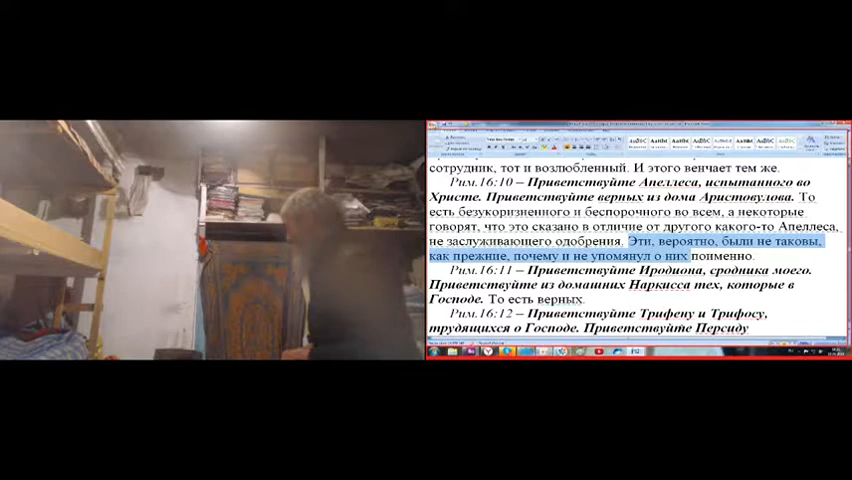 сотрудник, тот и возлюбленный. И этого венчает тем же.
Рим.16:10 – Приветствуйте Апеллеса, испытанного во
Христе. Приветствуйте верных из дома Аристовулова. То
есть безукоризненного и беспорочного во всем, а некоторые
говорят, что это сказано в отличие от другого какого-то Апеллеса,
не заслуживающего одобрения. Эти, вероятно, были не таковы,
как прежние, почему и не упомянул о них поименно.
Рим.16:11 – Приветствуйте Иродиона, сродника моего.
Приветствуйте из домашних Наркисса тех, которые в
Господе. То есть верных.
Рим.16:12 – Приветствуйте Трифену и Трифосу,
трудящихся о Господе. Приветствуйте Персиду